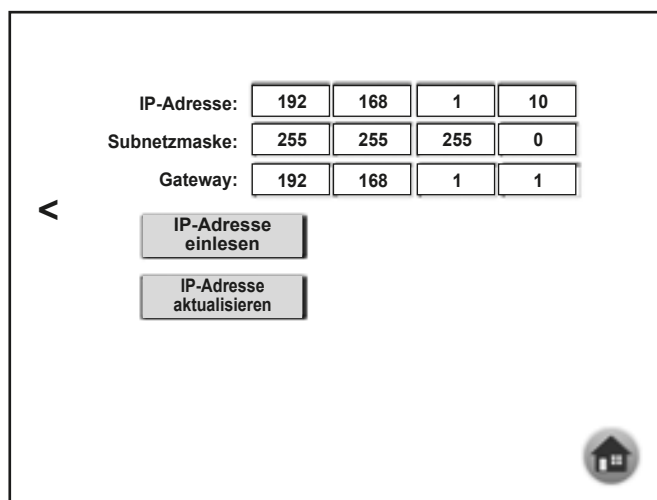 IP-Adresse: 192 168 1 10
Subnetzmaske: 255 255 255 0
Gateway: 192 168 1 1
<
IP-Adresse
einlesen
IP-Adresse
aktualisieren